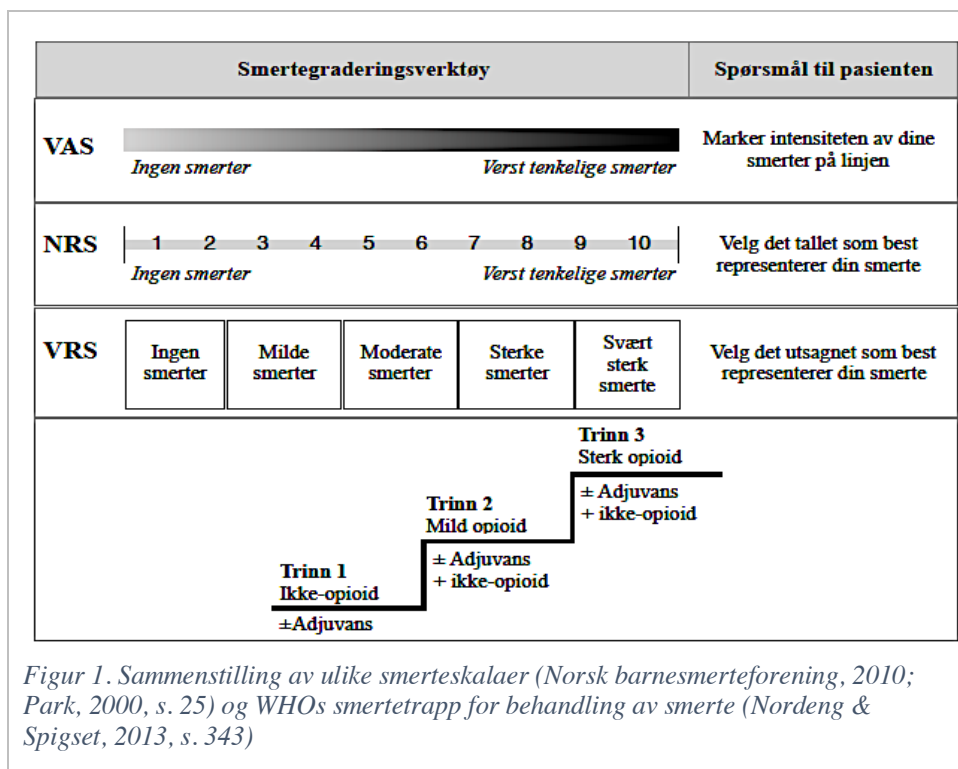 Smertegraderingsverktøy Spørsmål til pasienten
VAS
Ingen smerter Verst tenkelige smerter
Marker intensiteten av dine
smerter på linjen
NRS
1 2 3 4 5 6 7 8 9 10
Ingen smerter Verst tenkelige smerter
Velg det tallet som best
representerer din smerte
VRS
Ingen
smerter
Milde
smerter
Moderate
smerter
Sterke
smerter
Svært
sterk
smerte
Velg det utsagnet som best
representerer din smerte
Trinn 1
Ikke-opioid
±Adjuvans
Trinn 2
Mild opioid
± Adjuvans
+ ikke-opioid
Trinn 3
Sterk opioid
± Adjuvans
+ ikke-opioid
Figur 1. Sammenstilling av ulike smerteskalaer (Norsk barnesmerteforening, 2010;
Park, 2000, s. 25) og WHOs smertetrapp for behandling av smerte (Nordeng &
Spigset, 2013, s. 343)